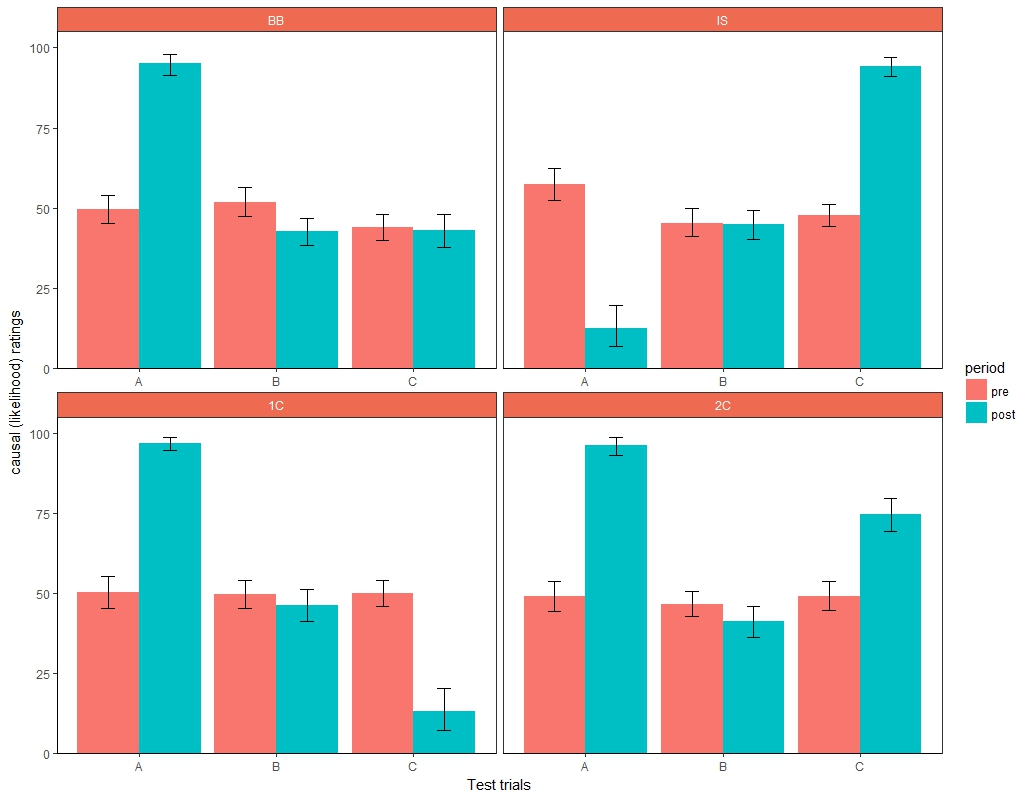 BB
IS
100
75
50
25
0
A
B
C
A
B
C
1C
2C
100
75
50
25
0
A
B
C
A
B
C
causal (likelihood) ratings
Test trials
period
pre
post